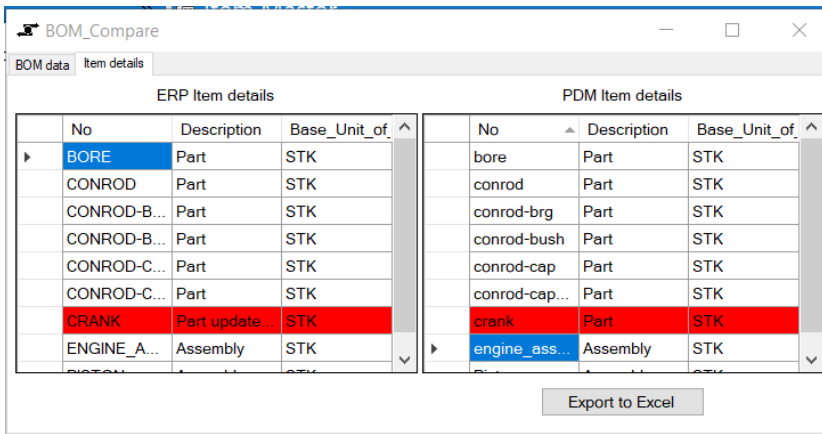 BOM_Compare
BOM data Item details
ERP Item details PDM Item details
No Description Base_Unit_of_ No Description Base_Unit_of_
BORE Part STK bore Part STK
CONROD Part STK conrod Part STK
CONROD-B... Part STK conrod-brg Part STK
CONROD-B... Part STK conrod-bush Part STK
CONROD-C... Part STK conrod-cap Part STK
CONROD-C... Part STK conrod-cap... Part STK
CRANK Part update... STK crank Part STK
ENGINE_A... Assembly STK engine_ass... Assembly STK
Export to Excel